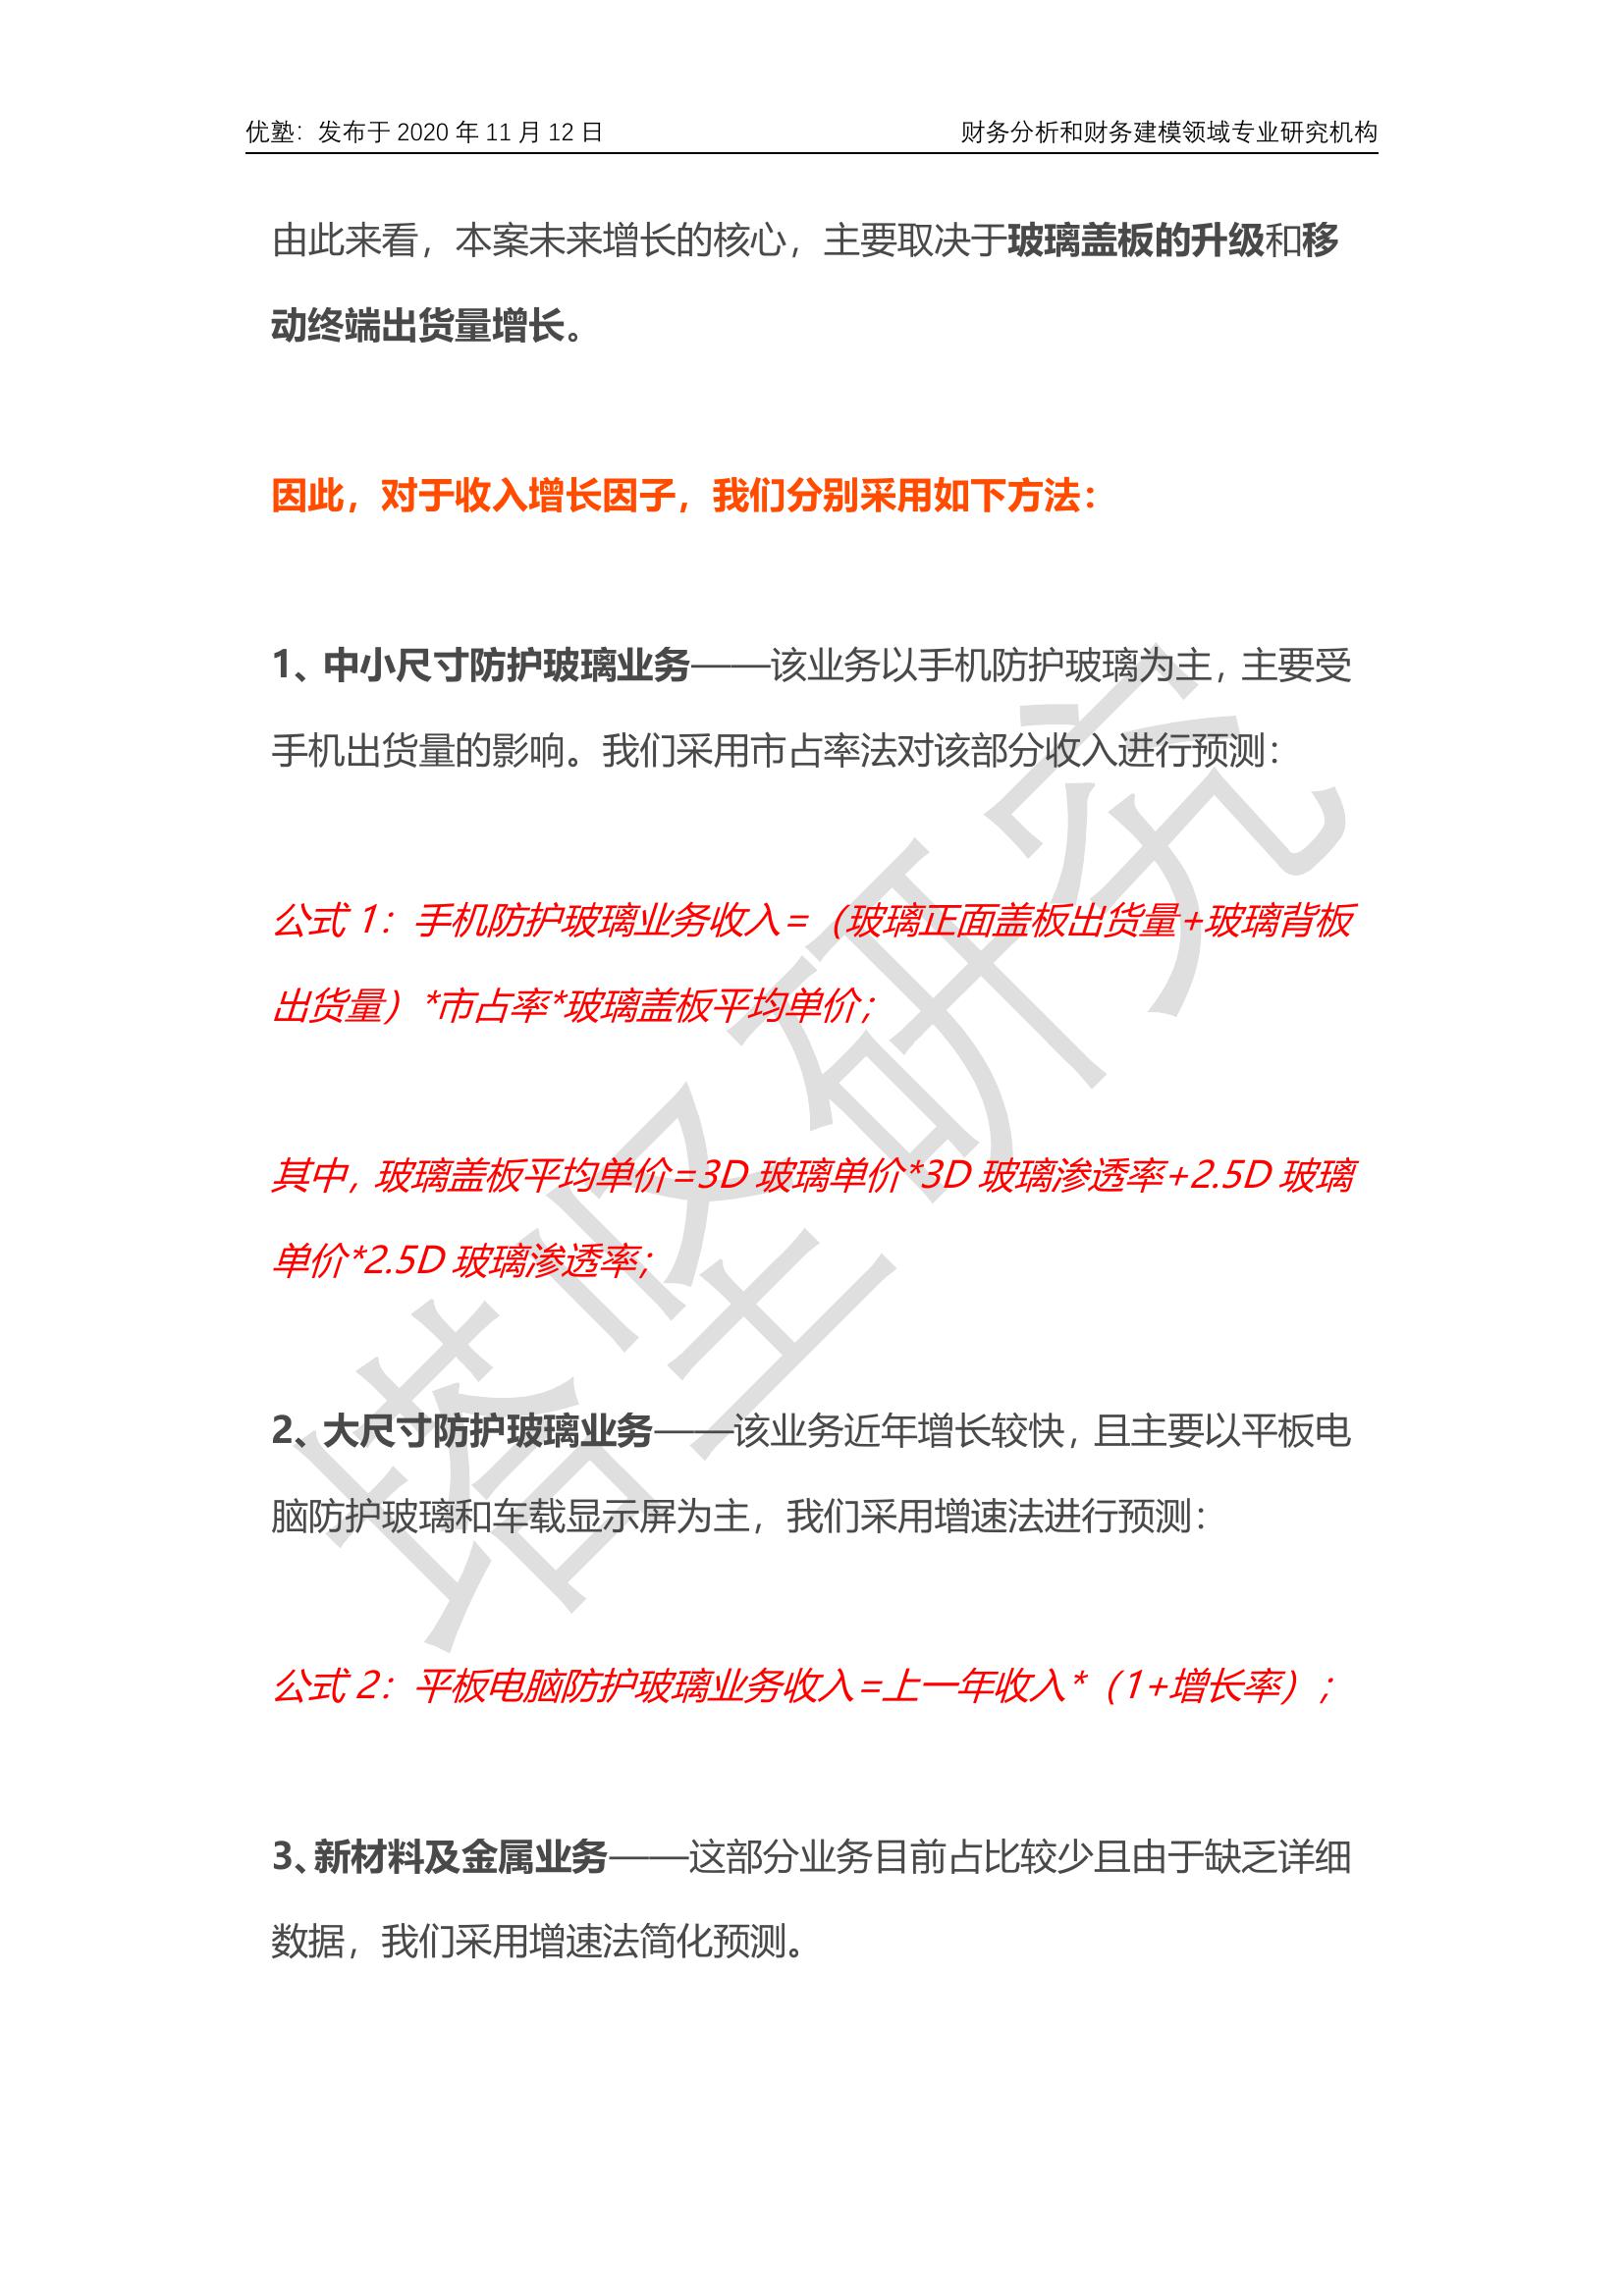 优塾：发布于 2020 年 11 月 12 日
财务分析和财务建模领域专业研究机构
由此来看，本案未来增长的核心，主要取决于玻璃盖板的升级和移
动终端出货量增长。
因此，对于收入增长因子，我们分别采用如下方法：
1、中小尺寸防护玻璃业务——该业务以手机防护玻璃为主，主要受
手机出货量的影响。我们采用市占率法对该部分收入进行预测：
公式 1：手机防护玻璃业务收入=（玻璃正面盖板出货量+玻璃背板
出货量）*市占率*玻璃盖板平均单价；
其中，玻璃盖板平均单价=3D 玻璃单价*3D 玻璃渗透率+2.5D 玻璃
单价*2.5D 玻璃渗透率；
2、大尺寸防护玻璃业务——该业务近年增长较快，且主要以平板电
脑防护玻璃和车载显示屏为主，我们采用增速法进行预测：
公式 2：平板电脑防护玻璃业务收入=上一年收入*（1+增长率）；
3、新材料及金属业务——这部分业务目前占比较少且由于缺乏详细
数据，我们采用增速法简化预测。
塔坚研究